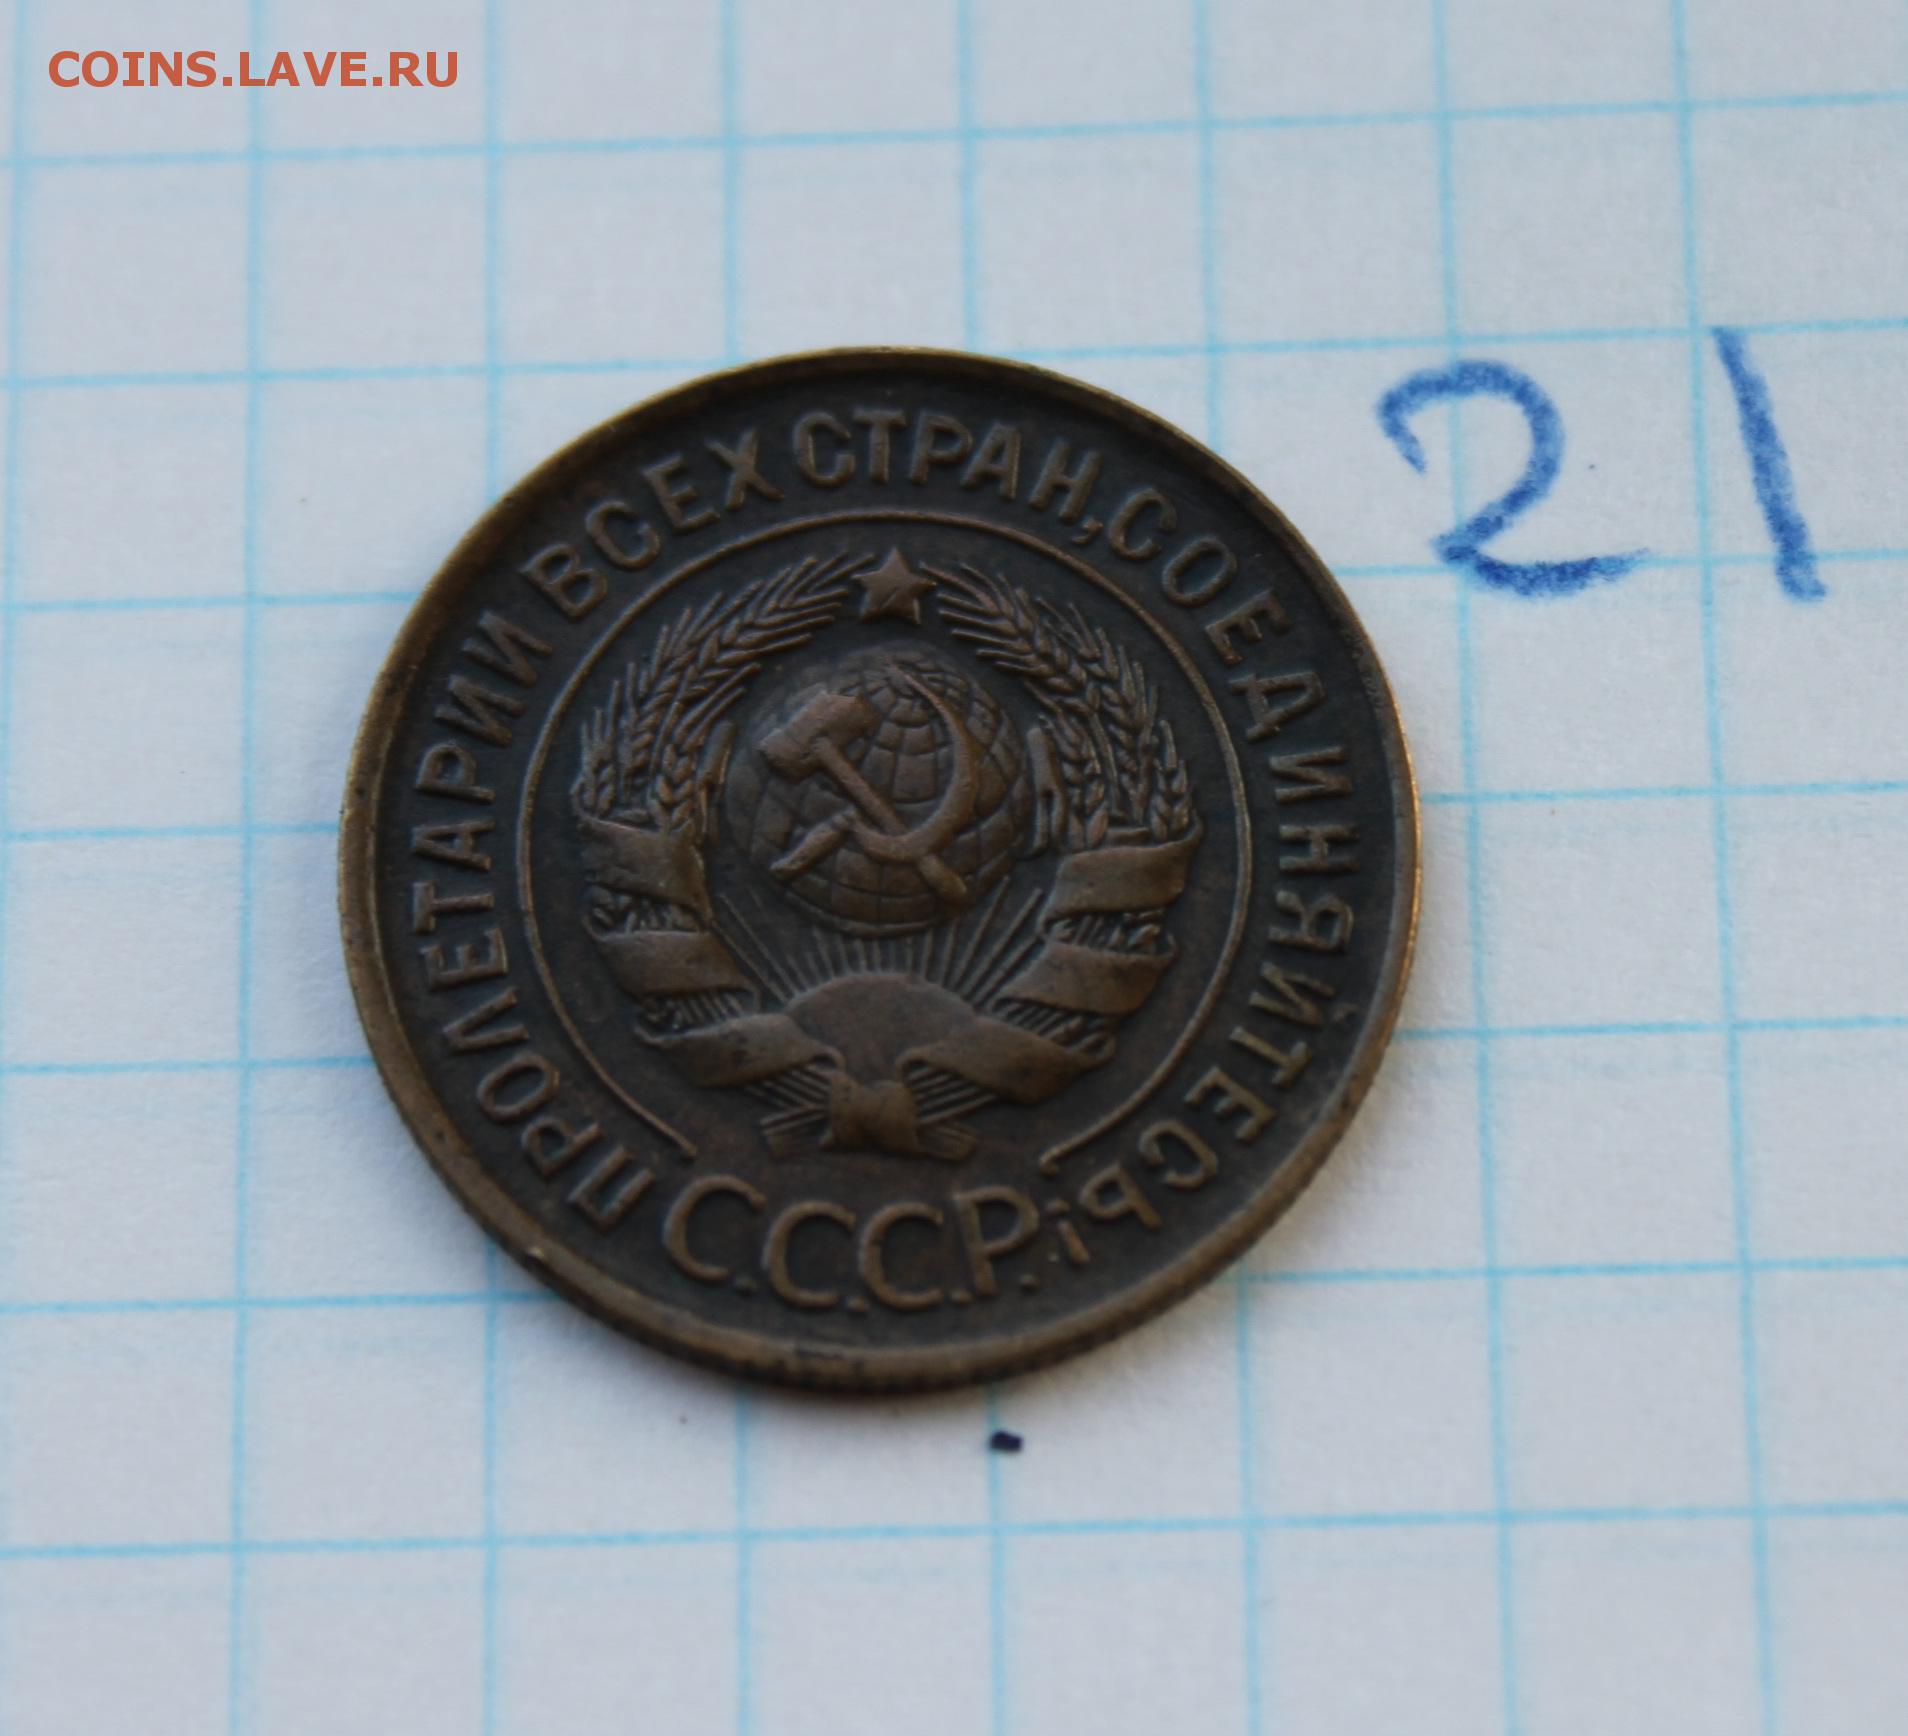 COINS.LAVE.RU
21
ПРОЛЕТАРИИ ВСЕХ СТРАН, СОЕДИНЯЙТЕСЬ!
С.С.С.Р.